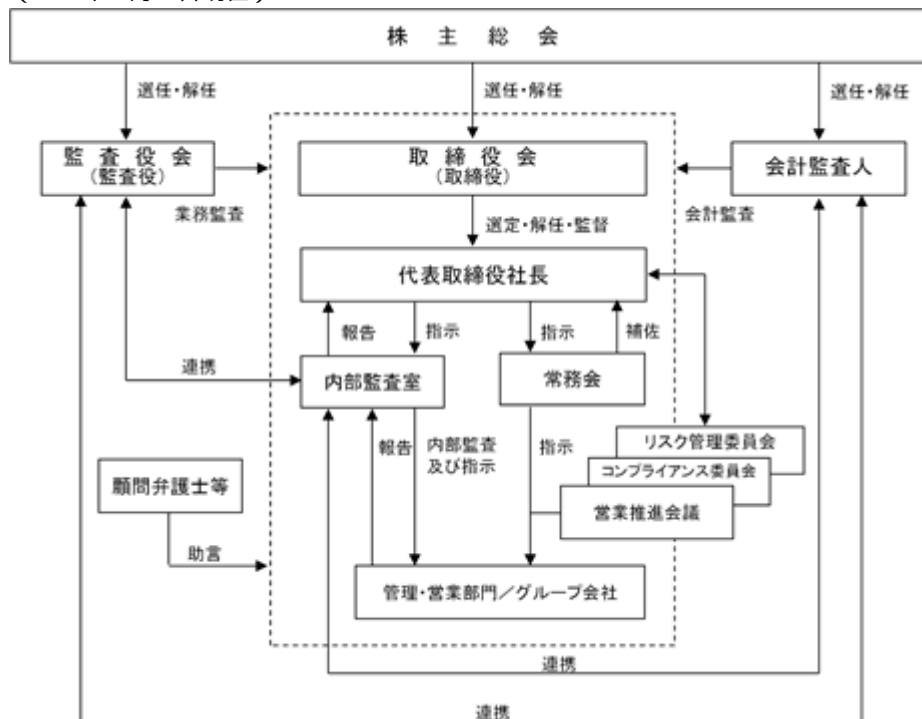 株主総会
選任・解任
選任・解任
選任・解任
監査役会
(監査役)
取締役会
(取締役)
会計監査人
業務監査
会計監査
選定・解任・監督
代表取締役社長
報告
指示
指示
補佐
連携
内部監査室
常務会
報告
内部監査
及び指示
指示
リスク管理委員会
コンプライアンス委員会
営業推進会議
顧問弁護士等
助言
管理・営業部門/グループ会社
連携
連携